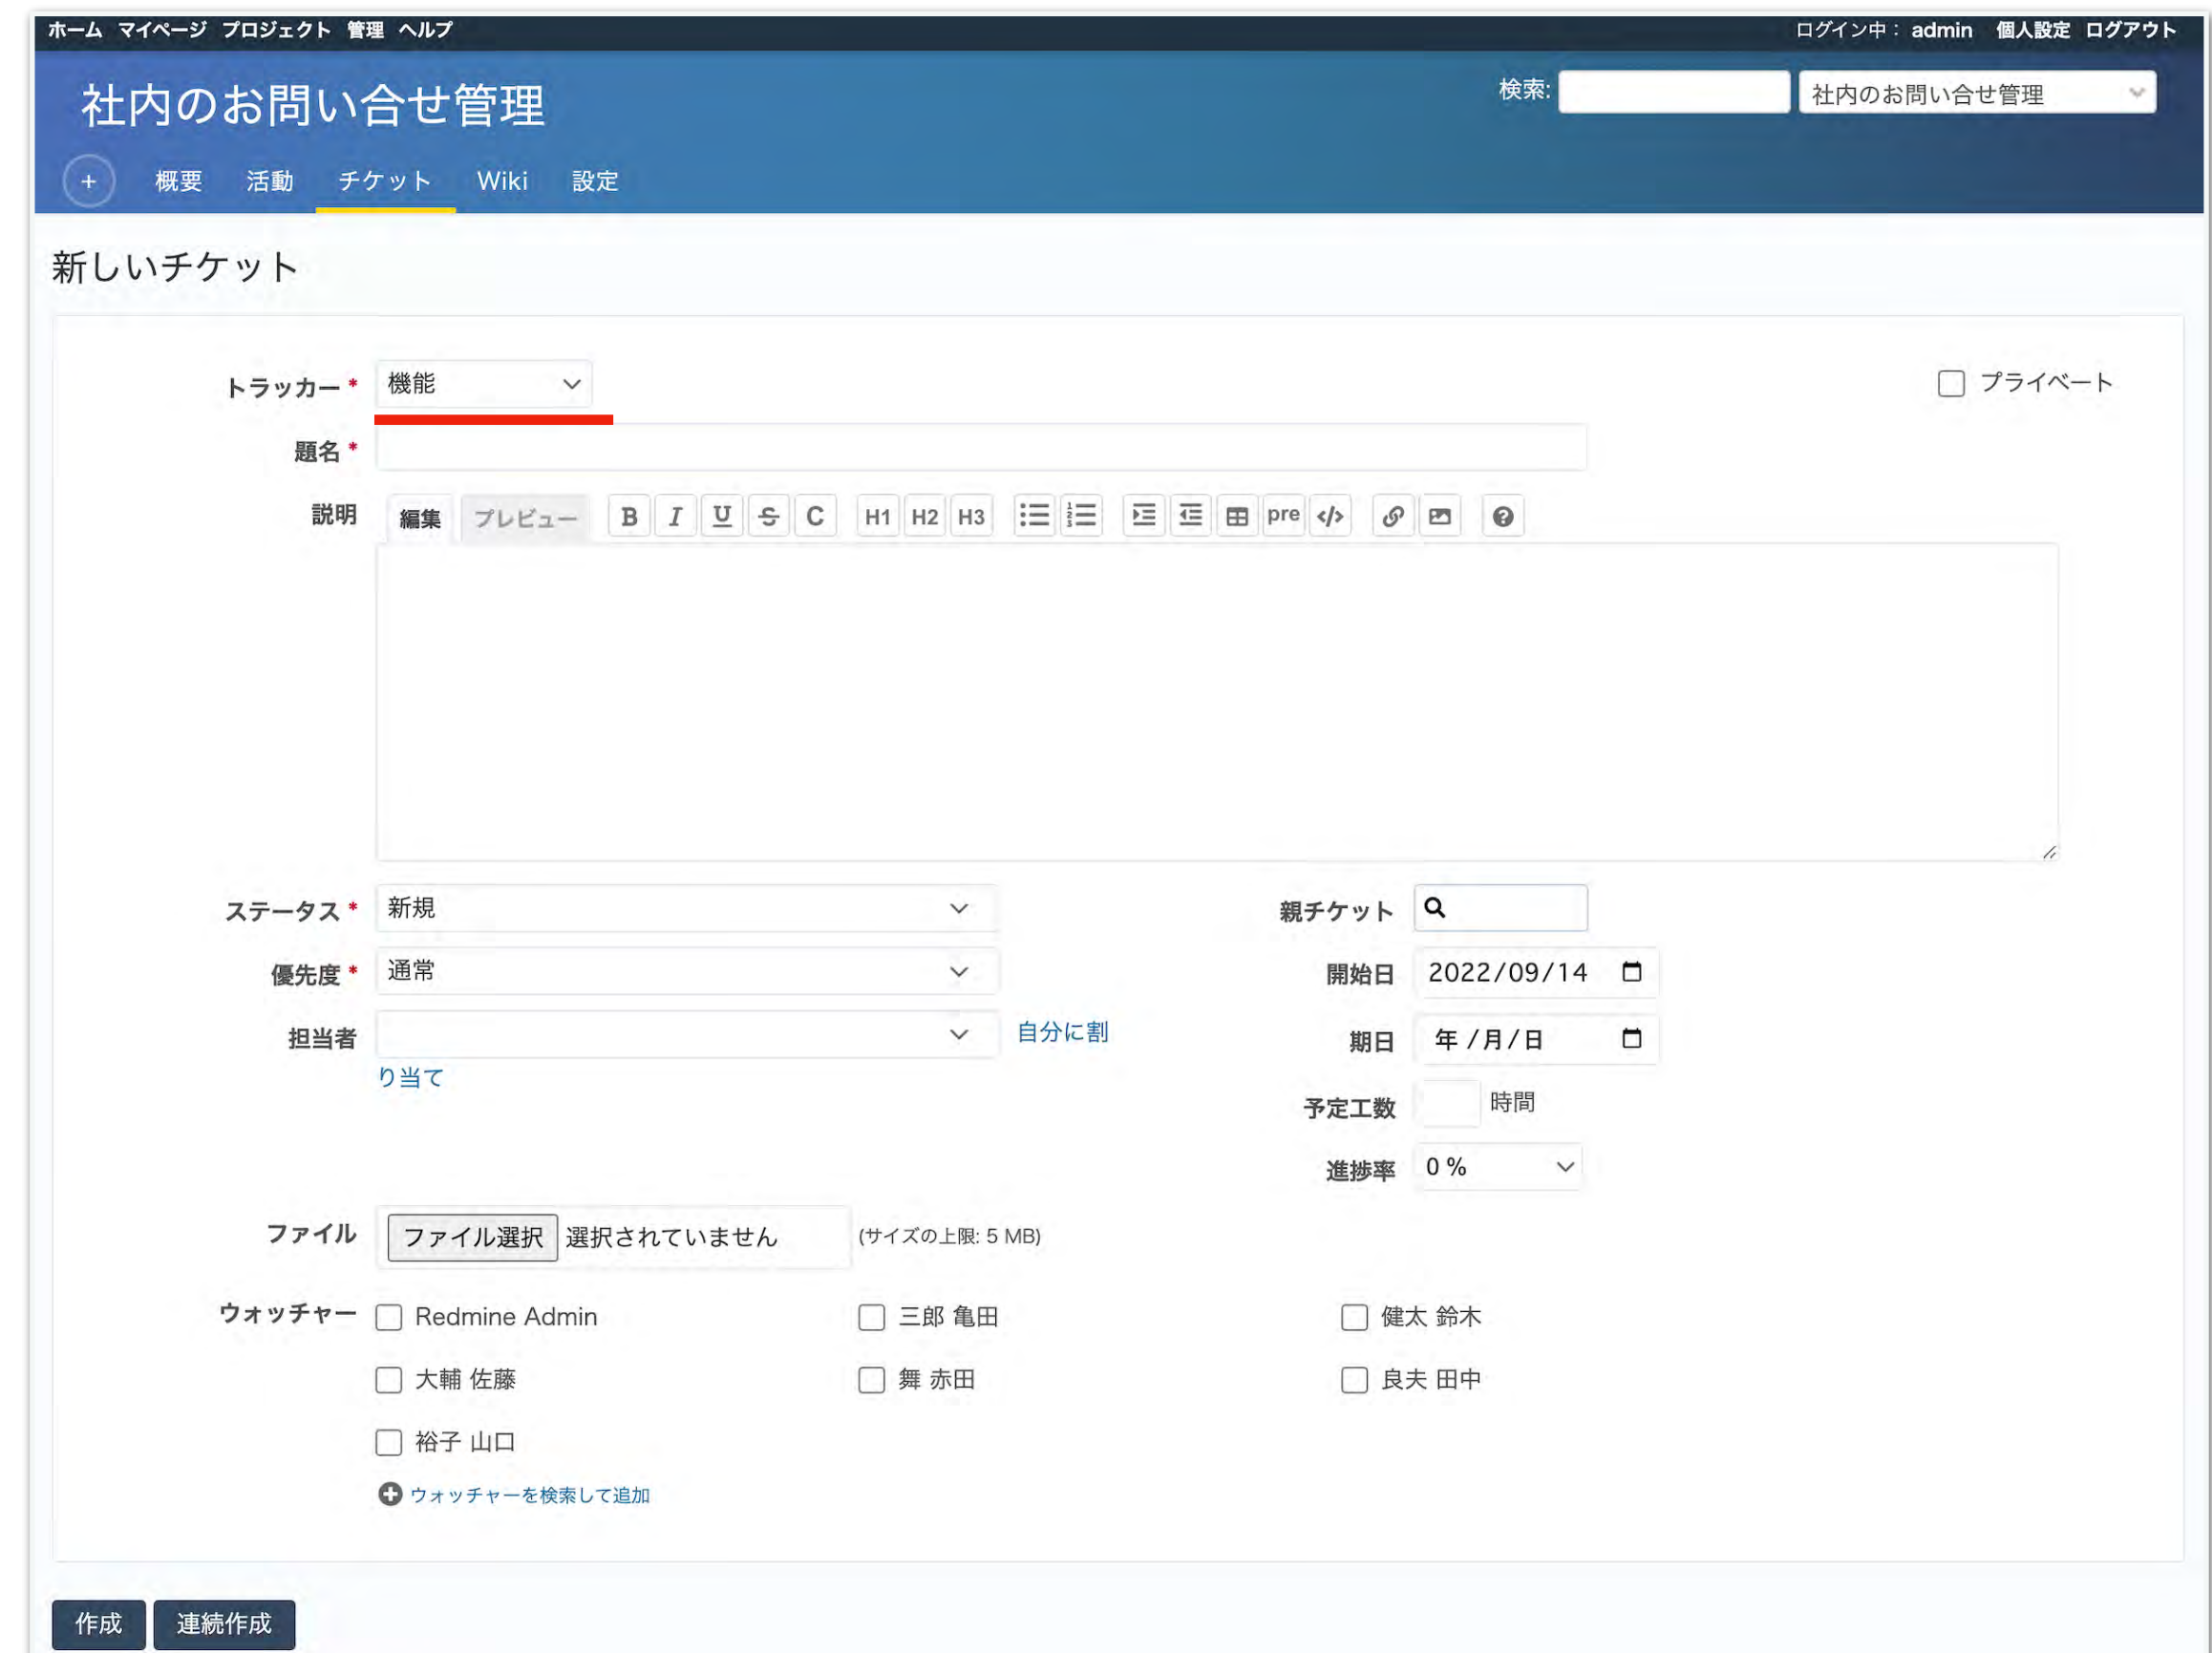 ホーム マイページ プロジェクト 管理 ヘルプ ログイン中： admin 個人設定 ログアウト
社内のお問い合せ管理 検索: 社内のお問い合せ管理
+ 概要 活動 チケット Wiki 設定
新しいチケット
トラッカー * 機能 プライベート
題名 *
説明 編集 プレビュー B I U S C H1 H2 H3 pre </> ?
ステータス * 新規 親チケット
優先度 * 通常 開始日 2022/09/14
担当者 自分に割り当て 期日 年/月/日
予定工数 時間
進捗率 0 %
ファイル ファイル選択 選択されていません (サイズの上限: 5 MB)
ウォッチャー Redmine Admin 三郎 亀田 健太 鈴木
大輔 佐藤 舞 赤田 良夫 田中
裕子 山口
ウォッチャーを検索して追加
作成 連続作成